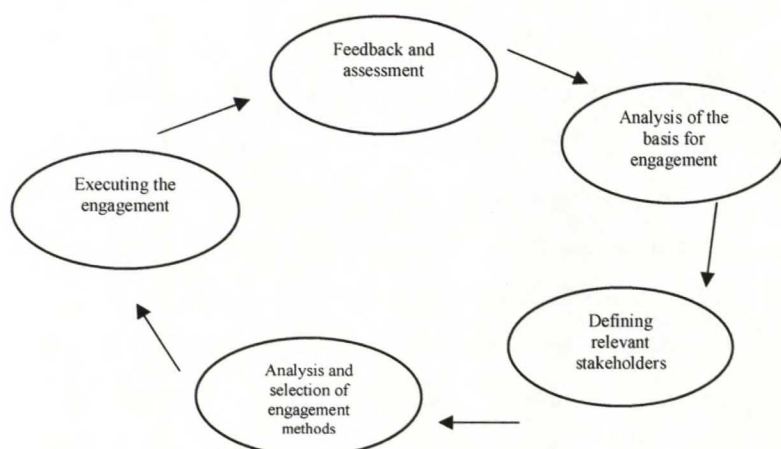 Feedback and
assessment
Analysis of the
basis for
engagement
Defining
relevant
stakeholders
Analysis and
selection of
engagement
methods
Executing the
engagement